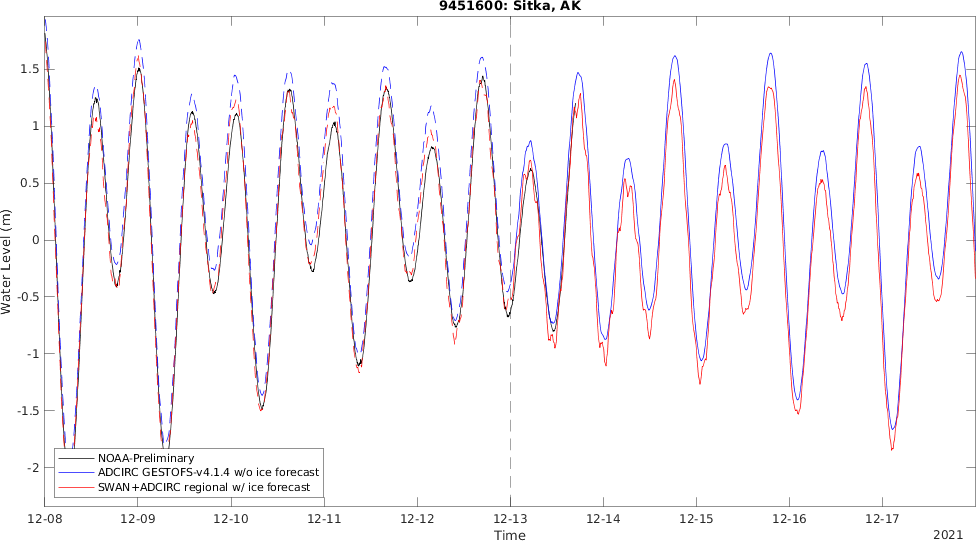 9451600: Sitka, AK
Water Level (m)
1.5
1
0.5
0
-0.5
-1
-1.5
-2
NOAA-Preliminary
ADCIRC GESTOFS-v4.1.4 w/o ice forecast
SWAN+ADCIRC regional w/ ice forecast
12-08 12-09 12-10 12-11 12-12 12-13 12-14 12-15 12-16 12-17
Time
2021